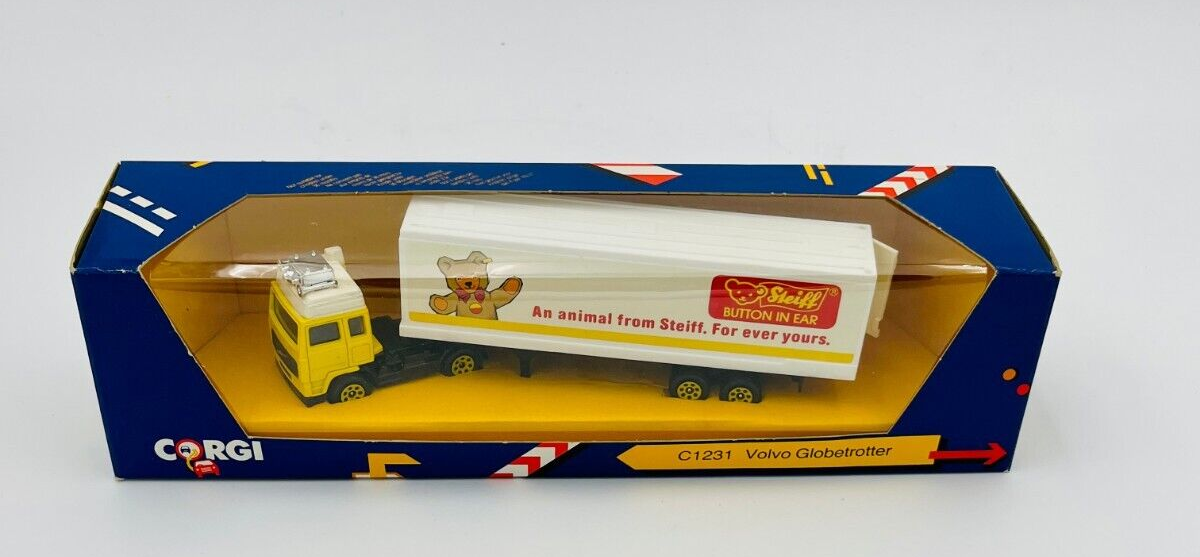 Steiff®
BUTTON IN EAR
An animal from Steiff. For ever yours.
CORGI
C1231 Volvo Globetrotter